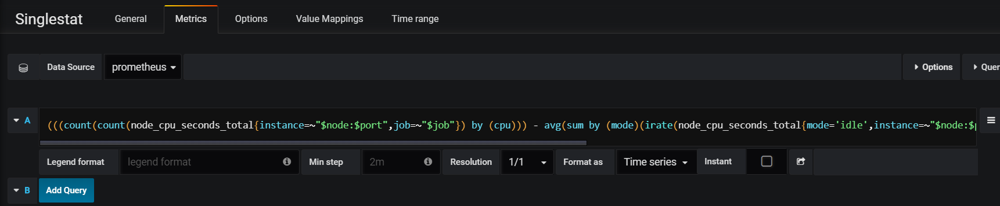 Singlestat General Metrics Options Value Mappings Time range
Data Source prometheus Options Quer
A (((count(count(node_cpu_seconds_total{instance=~"$node:$port",job=~"$job"}) by (cpu))) - avg(sum by (mode)(irate(node_cpu_seconds_total{mode='idle',instance=~"$node:$p
Legend format legend format Min step 2m Resolution 1/1 Format as Time series Instant
B Add Query